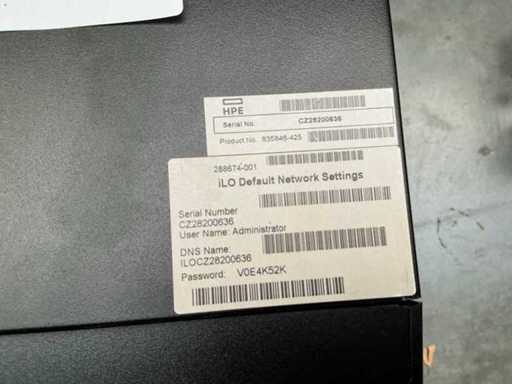 HPE
Serial No. CZ28200636
Product No. 835848-425
288674-001
iLO Default Network Settings
Serial Number
CZ28200636
User Name: Administrator
DNS Name:
ILOCZ28200636
Password: V0E4K52K